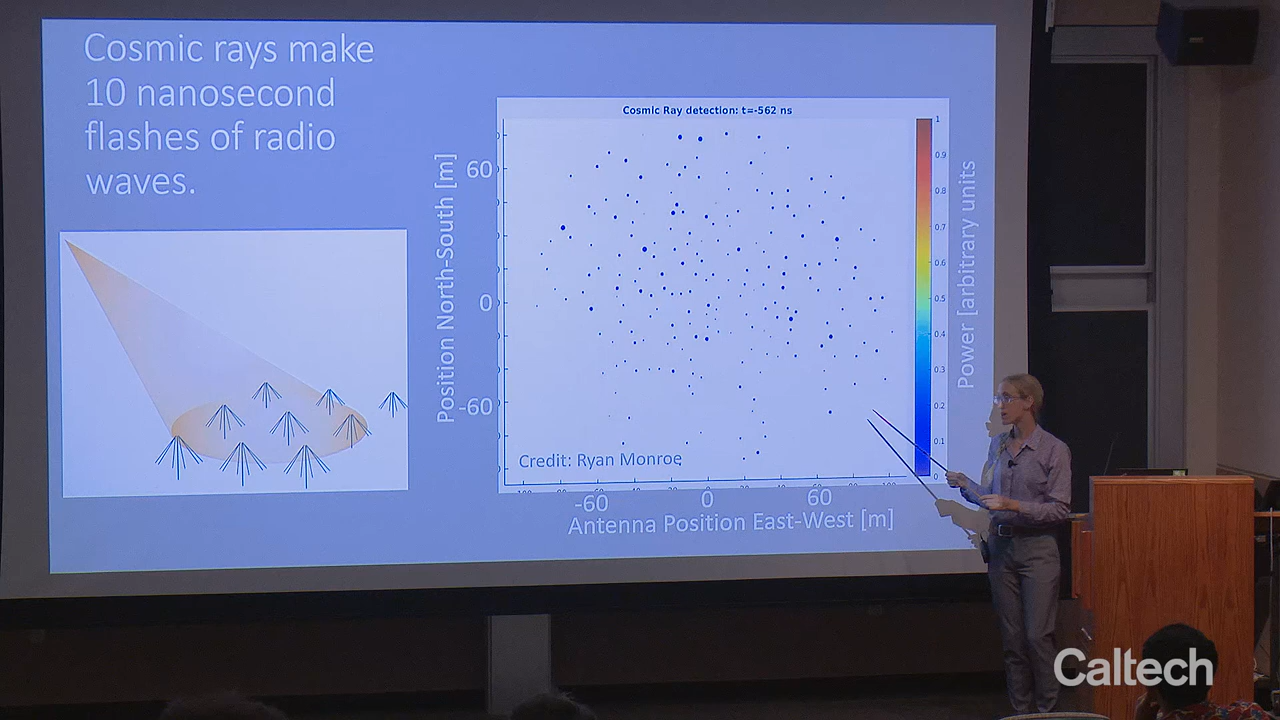 Cosmic rays make
10 nanosecond
flashes of radio
waves.
Cosmic Ray detection: t=-562 ns
Position North-South [m]
60
0
-60
1
0.9
0.8
0.7
0.6
0.5
0.4
0.3
0.2
0.1
0
Power [arbitrary units
Credit: Ryan Monroe
-60
0
60
Antenna Position East-West [m]
Caltech